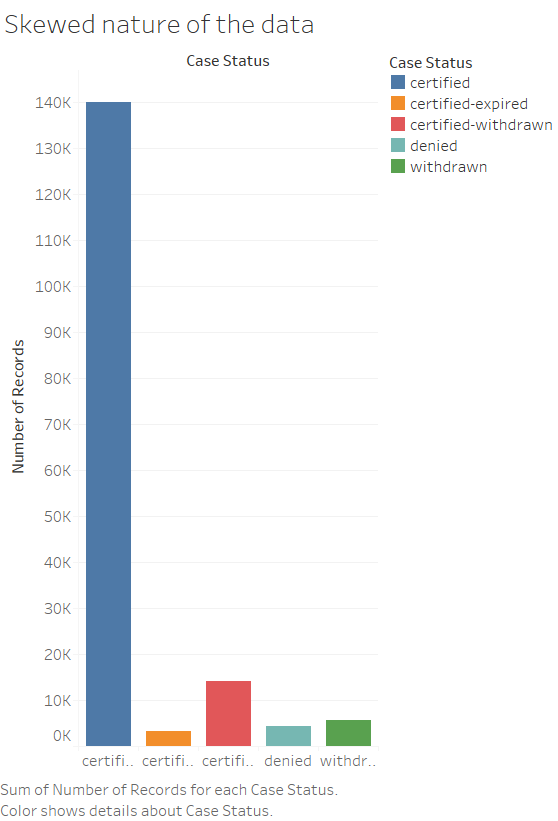 Skewed nature of the data
Case Status
Case Status
certified
certified-expired
certified-withdrawn
denied
withdrawn
140K
130K
120K
110K
100K
90K
80K
70K
60K
50K
40K
30K
20K
10K
0K
Number of Records
certifi.. certifi.. certifi.. denied withdr..
Sum of Number of Records for each Case Status.
Color shows details about Case Status.